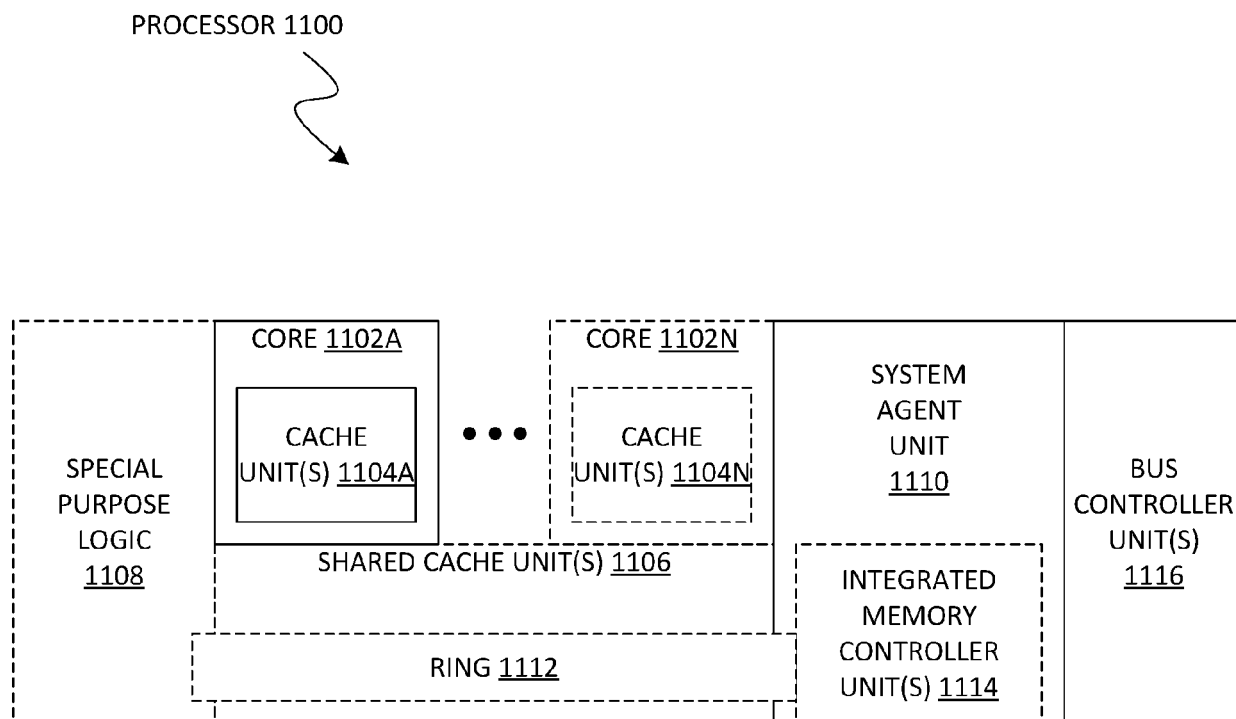 PROCESSOR 1100
CORE 1102A
CORE 1102N
CACHE
UNIT(S) 1104A
CACHE
UNIT(S) 1104N
SYSTEM
AGENT
UNIT
1110
SPECIAL
PURPOSE
LOGIC
1108
BUS
CONTROLLER
UNIT(S)
1116
SHARED CACHE UNIT(S) 1106
INTEGRATED
MEMORY
CONTROLLER
UNIT(S) 1114
RING 1112